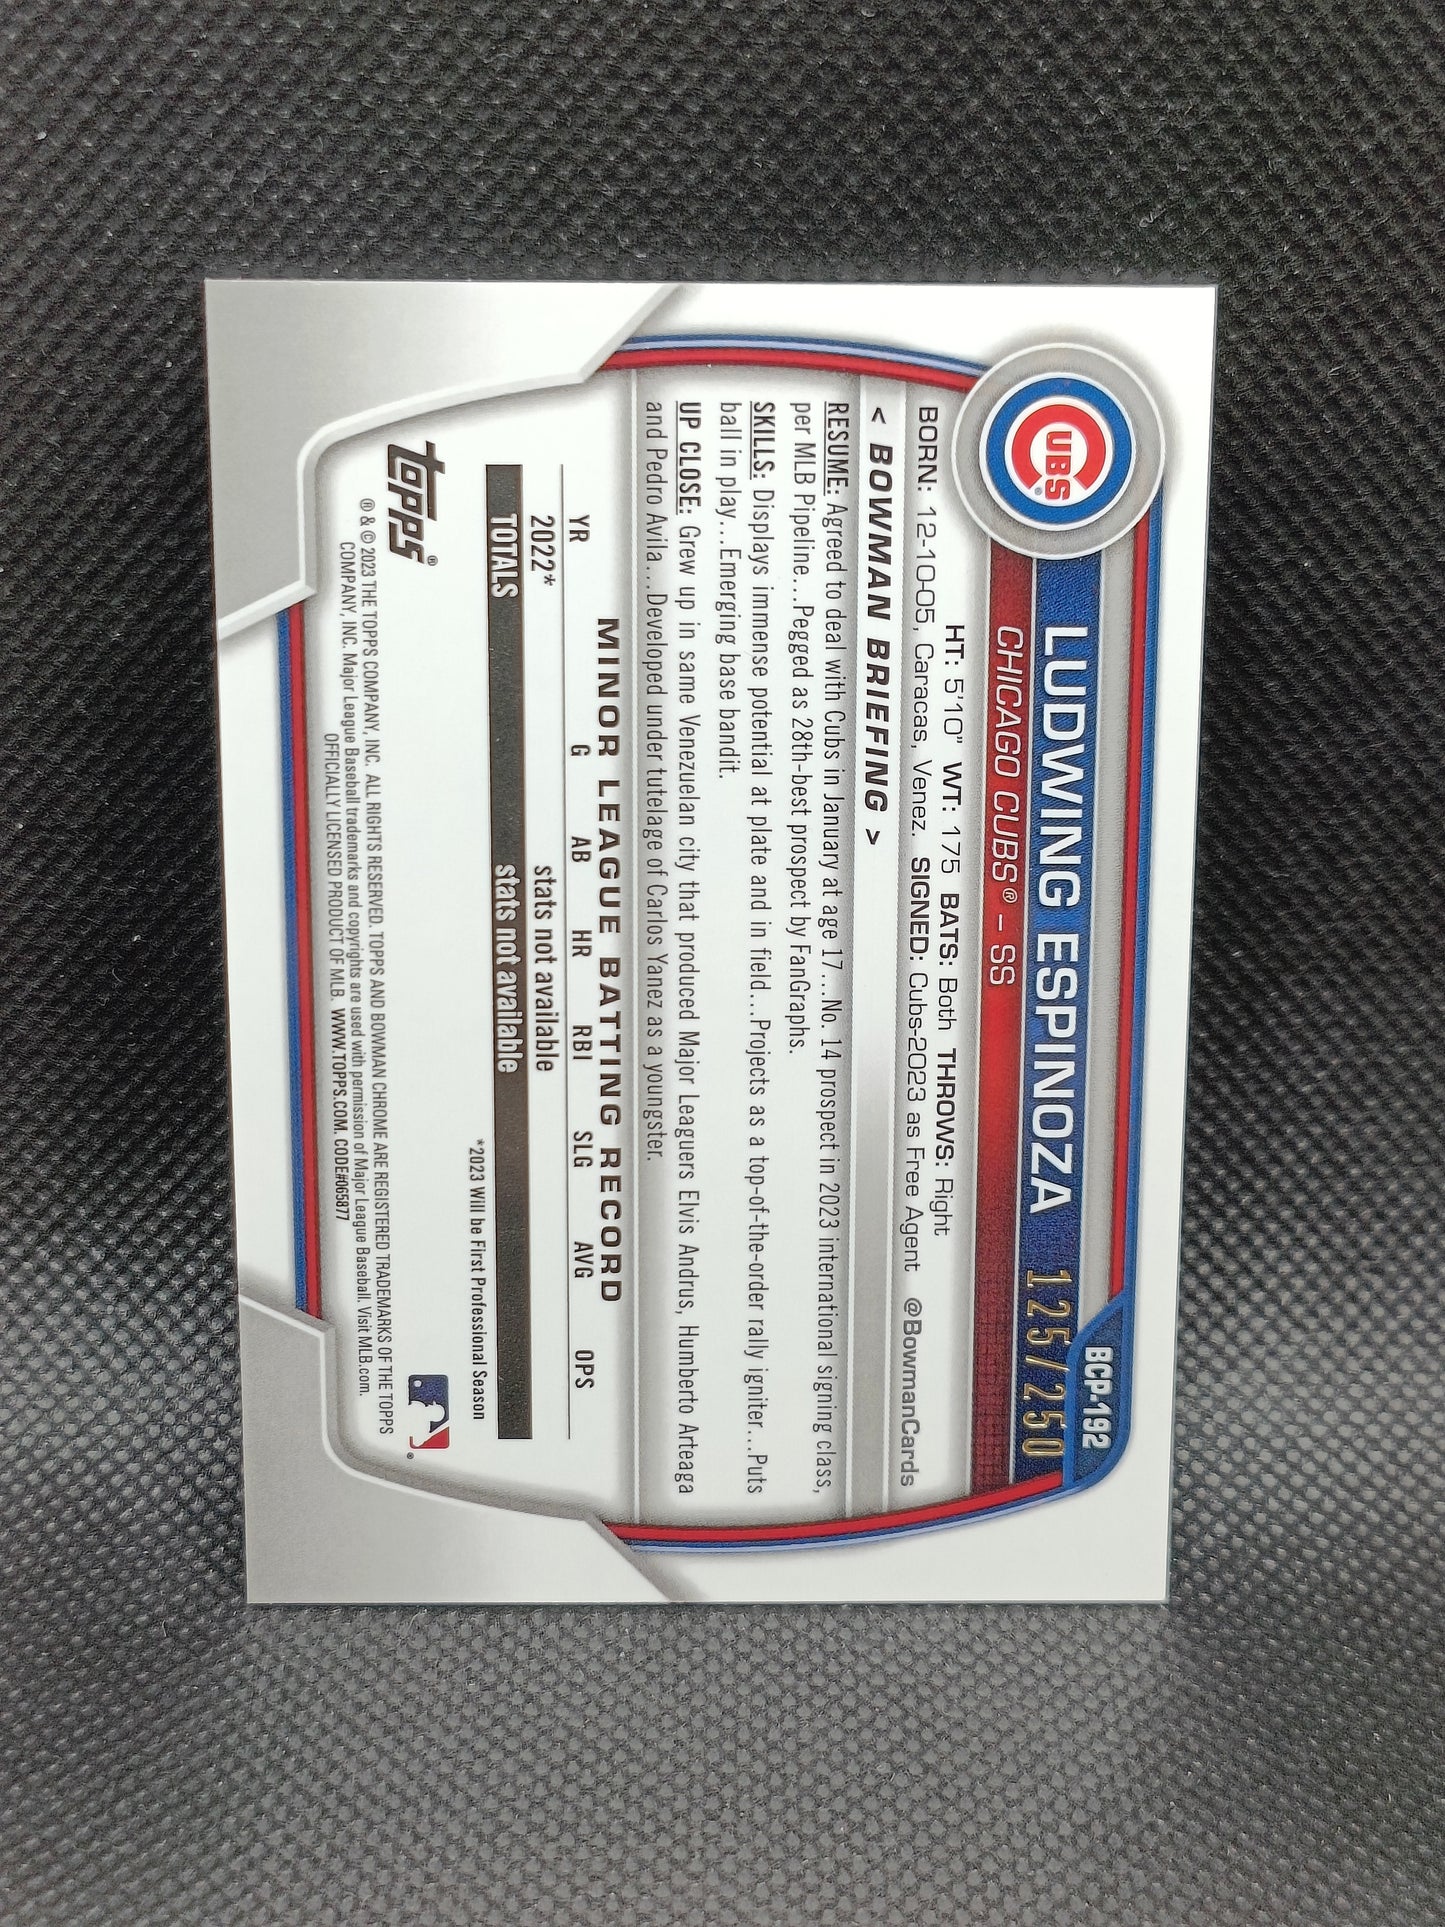 CUBS®
BCP-192
LUDWING ESPINOZA 125/250
CHICAGO CUBS® – SS
HT: 5'10" WT: 175 BATS: Both THROWS: Right
BORN: 12-10-05, Caracas, Venez. SIGNED: Cubs-2023 as Free Agent @BowmanCards
< BOWMAN BRIEFING >
RESUME: Agreed to deal with Cubs in January at age 17...No. 14 prospect in 2023 international signing class,
per MLB Pipeline...Pegged as 28th-best prospect by FanGraphs.
SKILLS: Displays immense potential at plate and in field...Projects as a top-of-the-order, rally igniter...Puts
ball in play...Emerging base bandit.
UP CLOSE: Grew up in same Venezuelan city that produced Major Leaguers Elvis Andrus, Humberto Arteaga
and Pedro Avila...Developed under tutelage of Carlos Yanez as a youngster.
MINOR LEAGUE BATTING RECORD
YR G AB HR RBI SLG AVG OPS
2022* stats not available
TOTALS stats not available
*2023 Will be First Professional Season
topps®
® & © 2023 THE TOPPS COMPANY, INC. ALL RIGHTS RESERVED. TOPPS AND BOWMAN CHROME ARE REGISTERED TRADEMARKS OF THE TOPPS
COMPANY, INC. Major League Baseball trademarks and copyrights are used with permission of Major League Baseball. Visit MLB.com.
OFFICIALLY LICENSED PRODUCT OF MLB. WWW.TOPPS.COM. CODE#065877